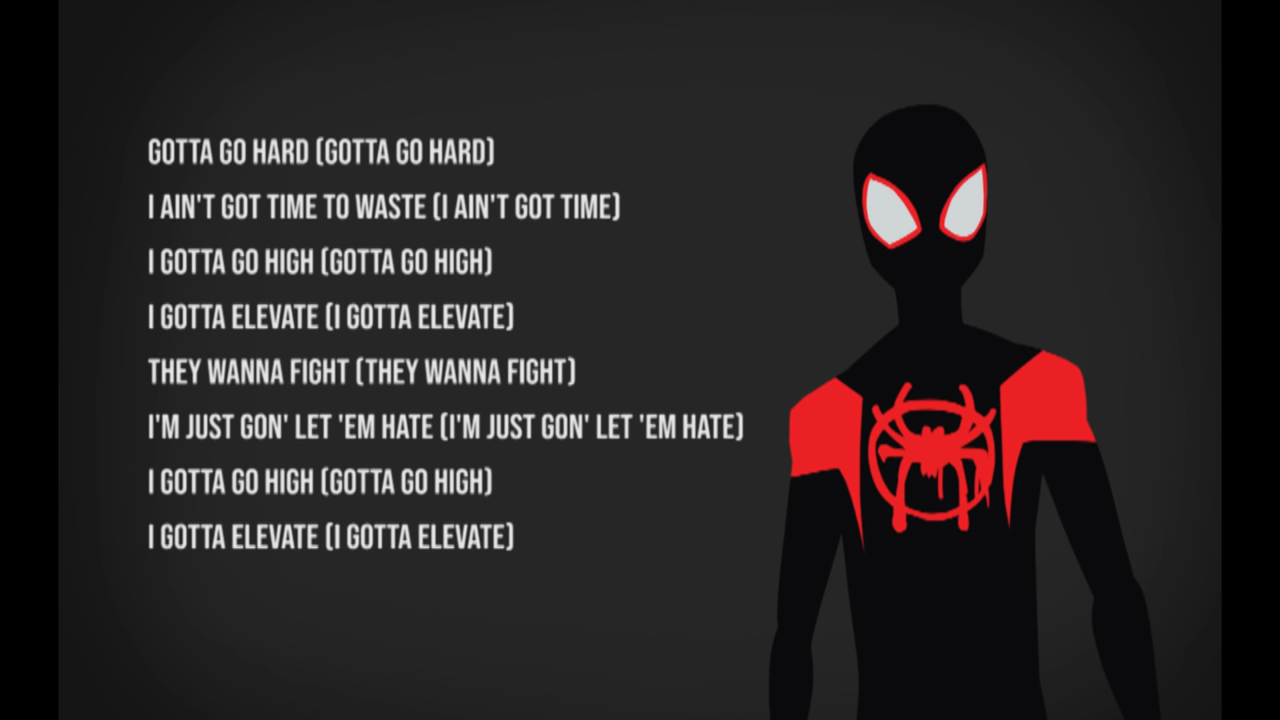 GOTTA GO HARD (GOTTA GO HARD)
I AIN'T GOT TIME TO WASTE (I AIN'T GOT TIME)
I GOTTA GO HIGH (GOTTA GO HIGH)
I GOTTA ELEVATE (I GOTTA ELEVATE)
THEY WANNA FIGHT (THEY WANNA FIGHT)
I'M JUST GON' LET 'EM HATE (I'M JUST GON' LET 'EM HATE)
I GOTTA GO HIGH (GOTTA GO HIGH)
I GOTTA ELEVATE (I GOTTA ELEVATE)